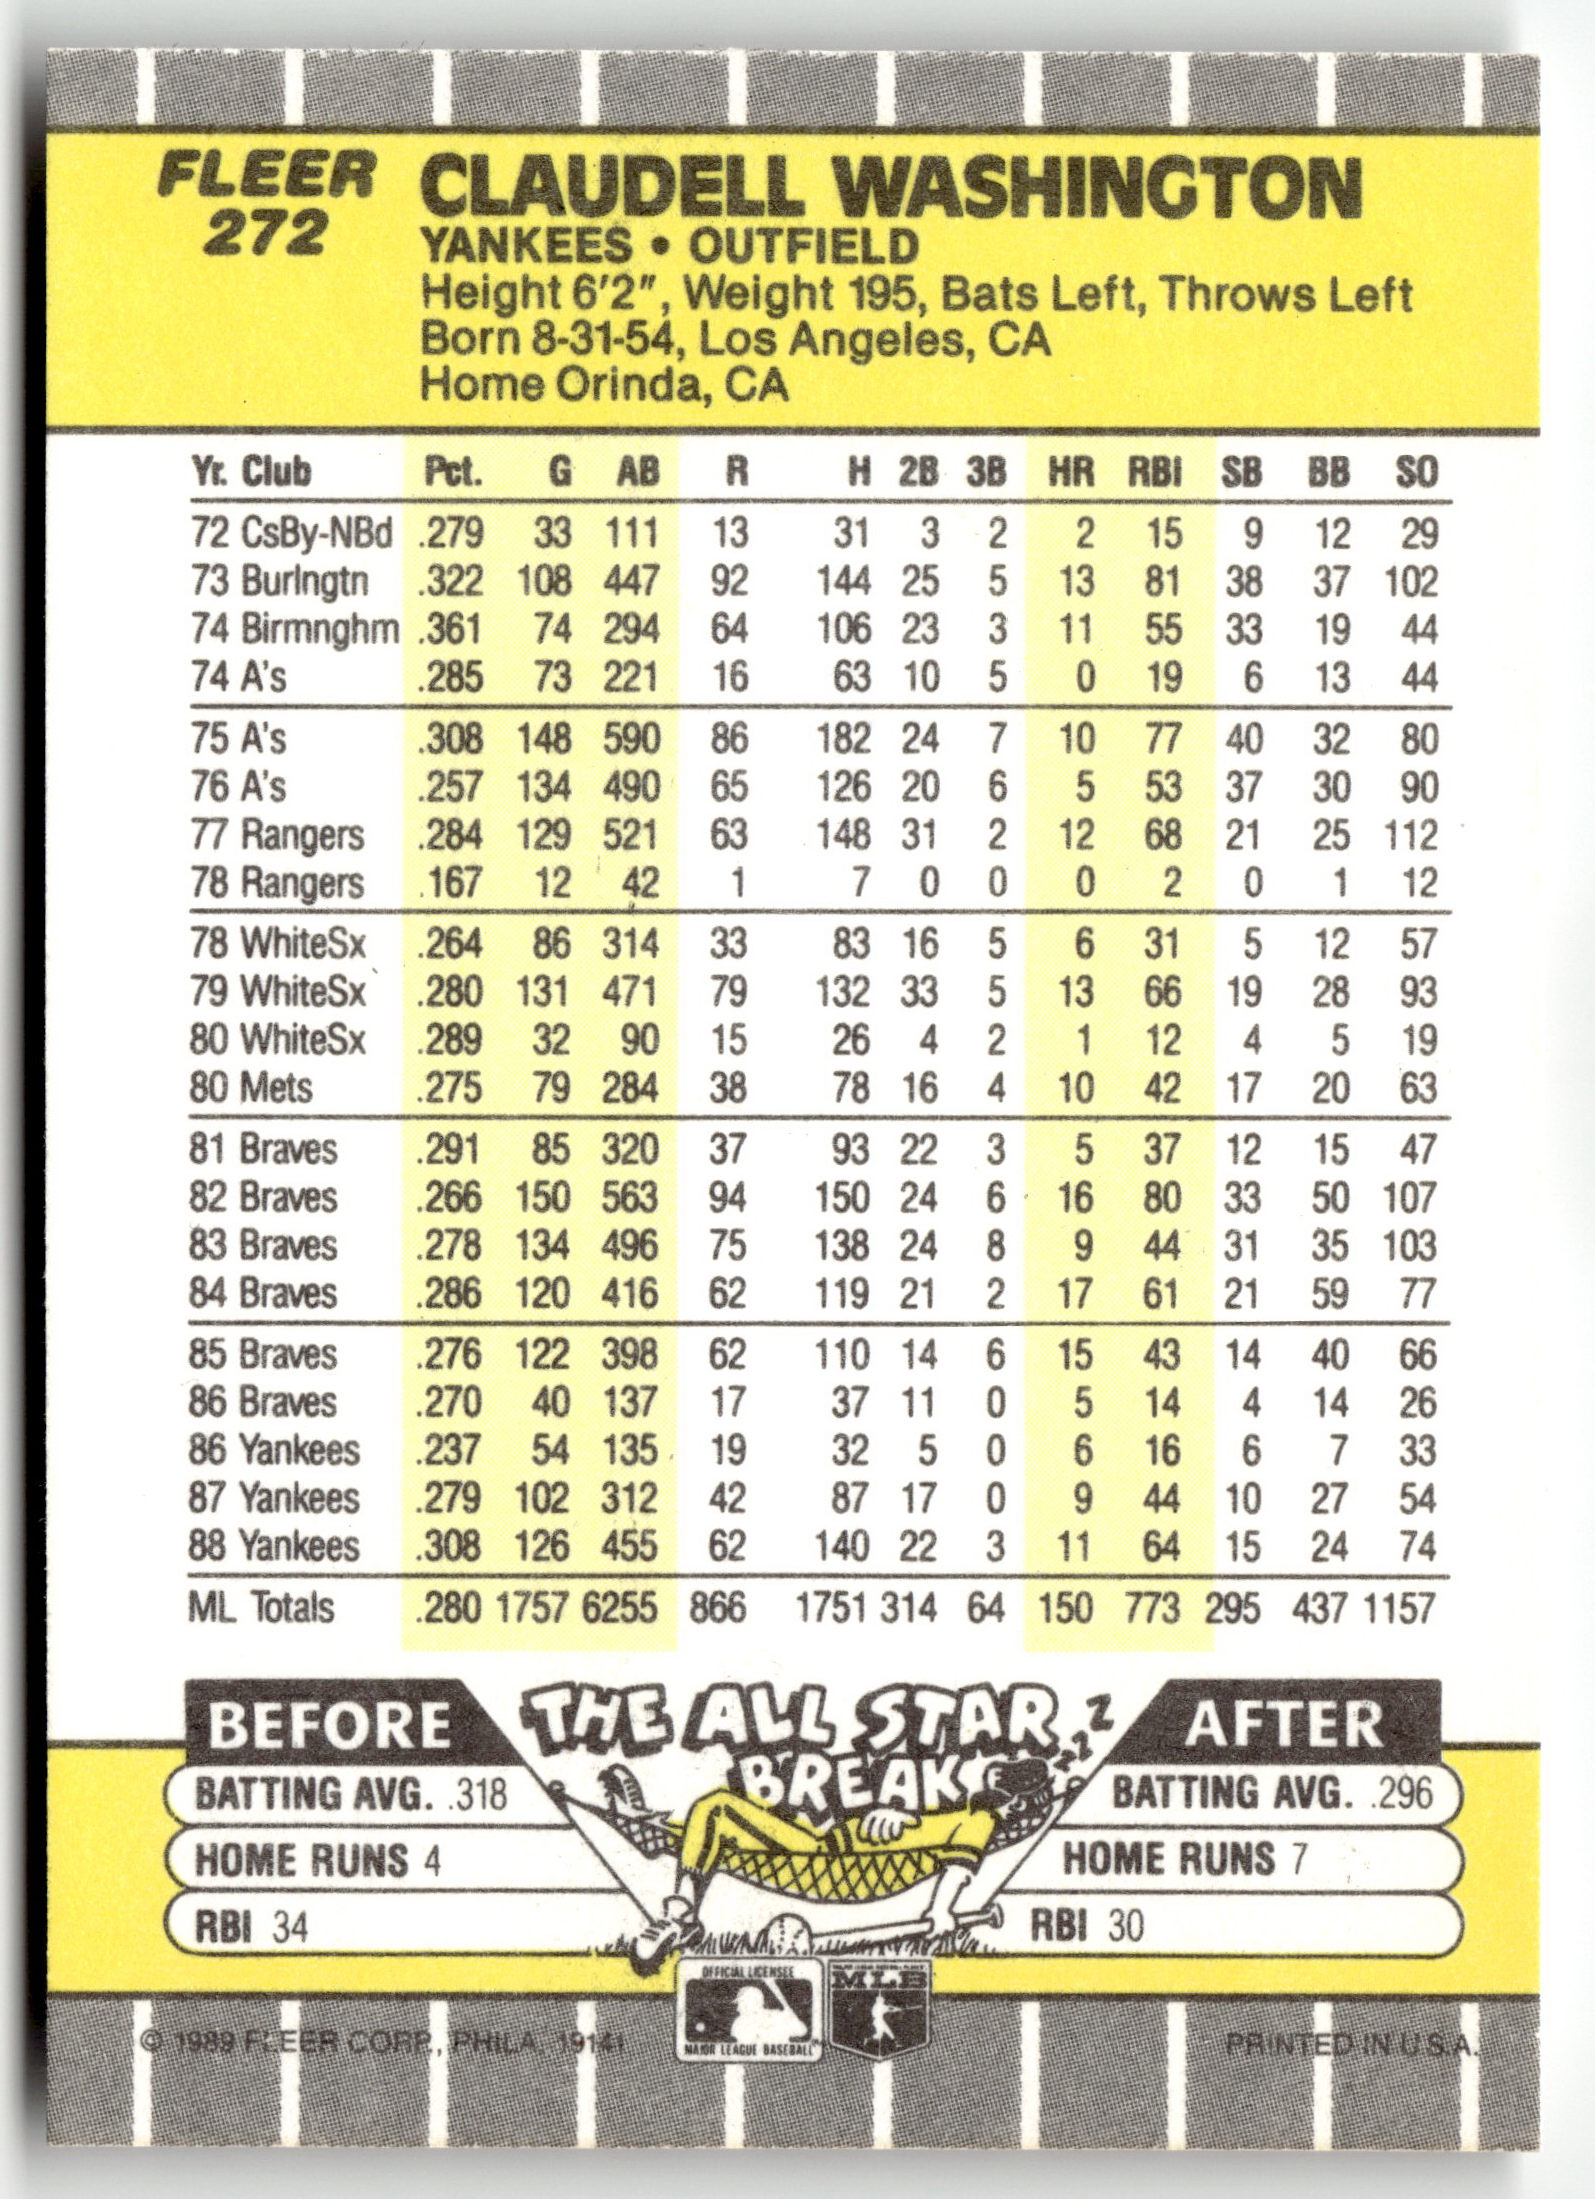 FLEER
272
CLAUDELL WASHINGTON
YANKEES • OUTFIELD
Height 6'2", Weight 195, Bats Left, Throws Left
Born 8-31-54, Los Angeles, CA
Home Orinda, CA
Yr. Club Pct. G AB R H 2B 3B HR RBI SB BB SO
72 CsBy-NBd .279 33 111 13 31 3 2 2 15 9 12 29
73 Burlngtn .322 108 447 92 144 25 5 13 81 38 37 102
74 Birmnghm .361 74 294 64 106 23 3 11 55 33 19 44
74 A's .285 73 221 16 63 10 5 0 19 6 13 44
75 A's .308 148 590 86 182 24 7 10 77 40 32 80
76 A's .257 134 490 65 126 20 6 5 53 37 30 90
77 Rangers .284 129 521 63 148 31 2 12 68 21 25 112
78 Rangers .167 12 42 1 7 0 0 0 2 0 1 12
78 WhiteSx .264 86 314 33 83 16 5 6 31 5 12 57
79 WhiteSx .280 131 471 79 132 33 5 13 66 19 28 93
80 WhiteSx .289 32 90 15 26 4 2 1 12 4 5 19
80 Mets .275 79 284 38 78 16 4 10 42 17 20 63
81 Braves .291 85 320 37 93 22 3 5 37 12 15 47
82 Braves .266 150 563 94 150 24 6 16 80 33 50 107
83 Braves .278 134 496 75 138 24 8 9 44 31 35 103
84 Braves .286 120 416 62 119 21 2 17 61 21 59 77
85 Braves .276 122 398 62 110 14 6 15 43 14 40 66
86 Braves .270 40 137 17 37 11 0 5 14 4 14 26
86 Yankees .237 54 135 19 32 5 0 6 16 6 7 33
87 Yankees .279 102 312 42 87 17 0 9 44 10 27 54
88 Yankees .308 126 455 62 140 22 3 11 64 15 24 74
ML Totals .280 1757 6255 866 1751 314 64 150 773 295 437 1157
BEFORE
THE ALL STAR
BREAK
ZZZZ
AFTER
BATTING AVG. .318
HOME RUNS 4
RBI 34
BATTING AVG. .296
HOME RUNS 7
RBI 30
OFFICIAL LICENSEE
MAJOR LEAGUE BASEBALL
MLB
© 1989 FLEER CORP., PHILA. 19141
PRINTED IN U.S.A.